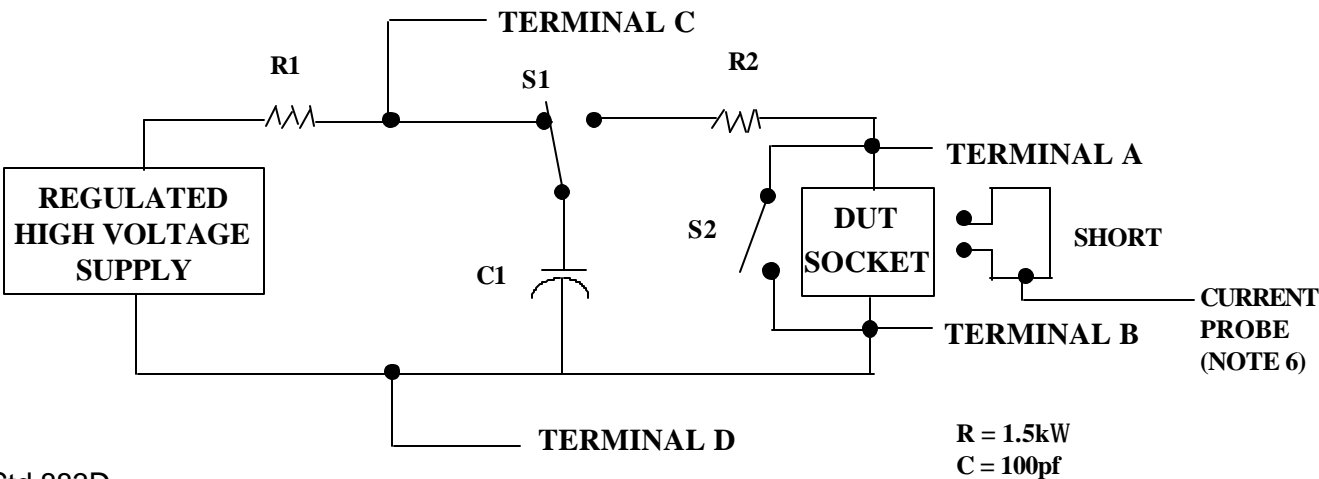 TERMINAL C
R1
S1
R2
TERMINAL A
REGULATED
HIGH VOLTAGE
SUPPLY
S2
DUT
SOCKET
SHORT
C1
CURRENT
PROBE
(NOTE 6)
TERMINAL B
TERMINAL D
R = 1.5kW
C = 100pf